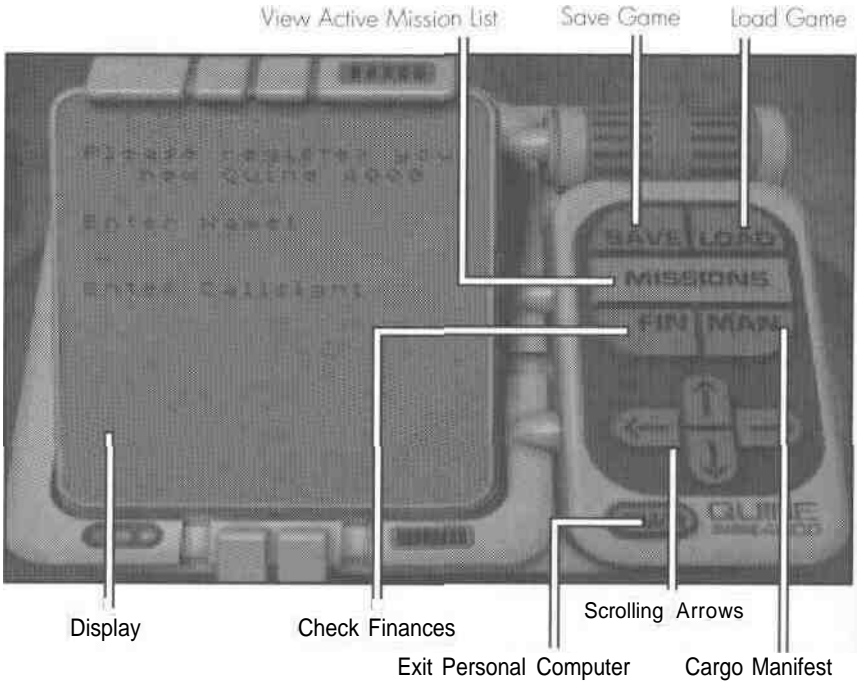 View Active Mission List
Save Game
Load Game
Please register you
new Quine 4000
Enter Name:
Enter Callsign:
SAVE
LOAD
MISSIONS
FIN
MAN
QUINE
Display
Check Finances
Scrolling Arrows
Exit Personal Computer
Cargo Manifest